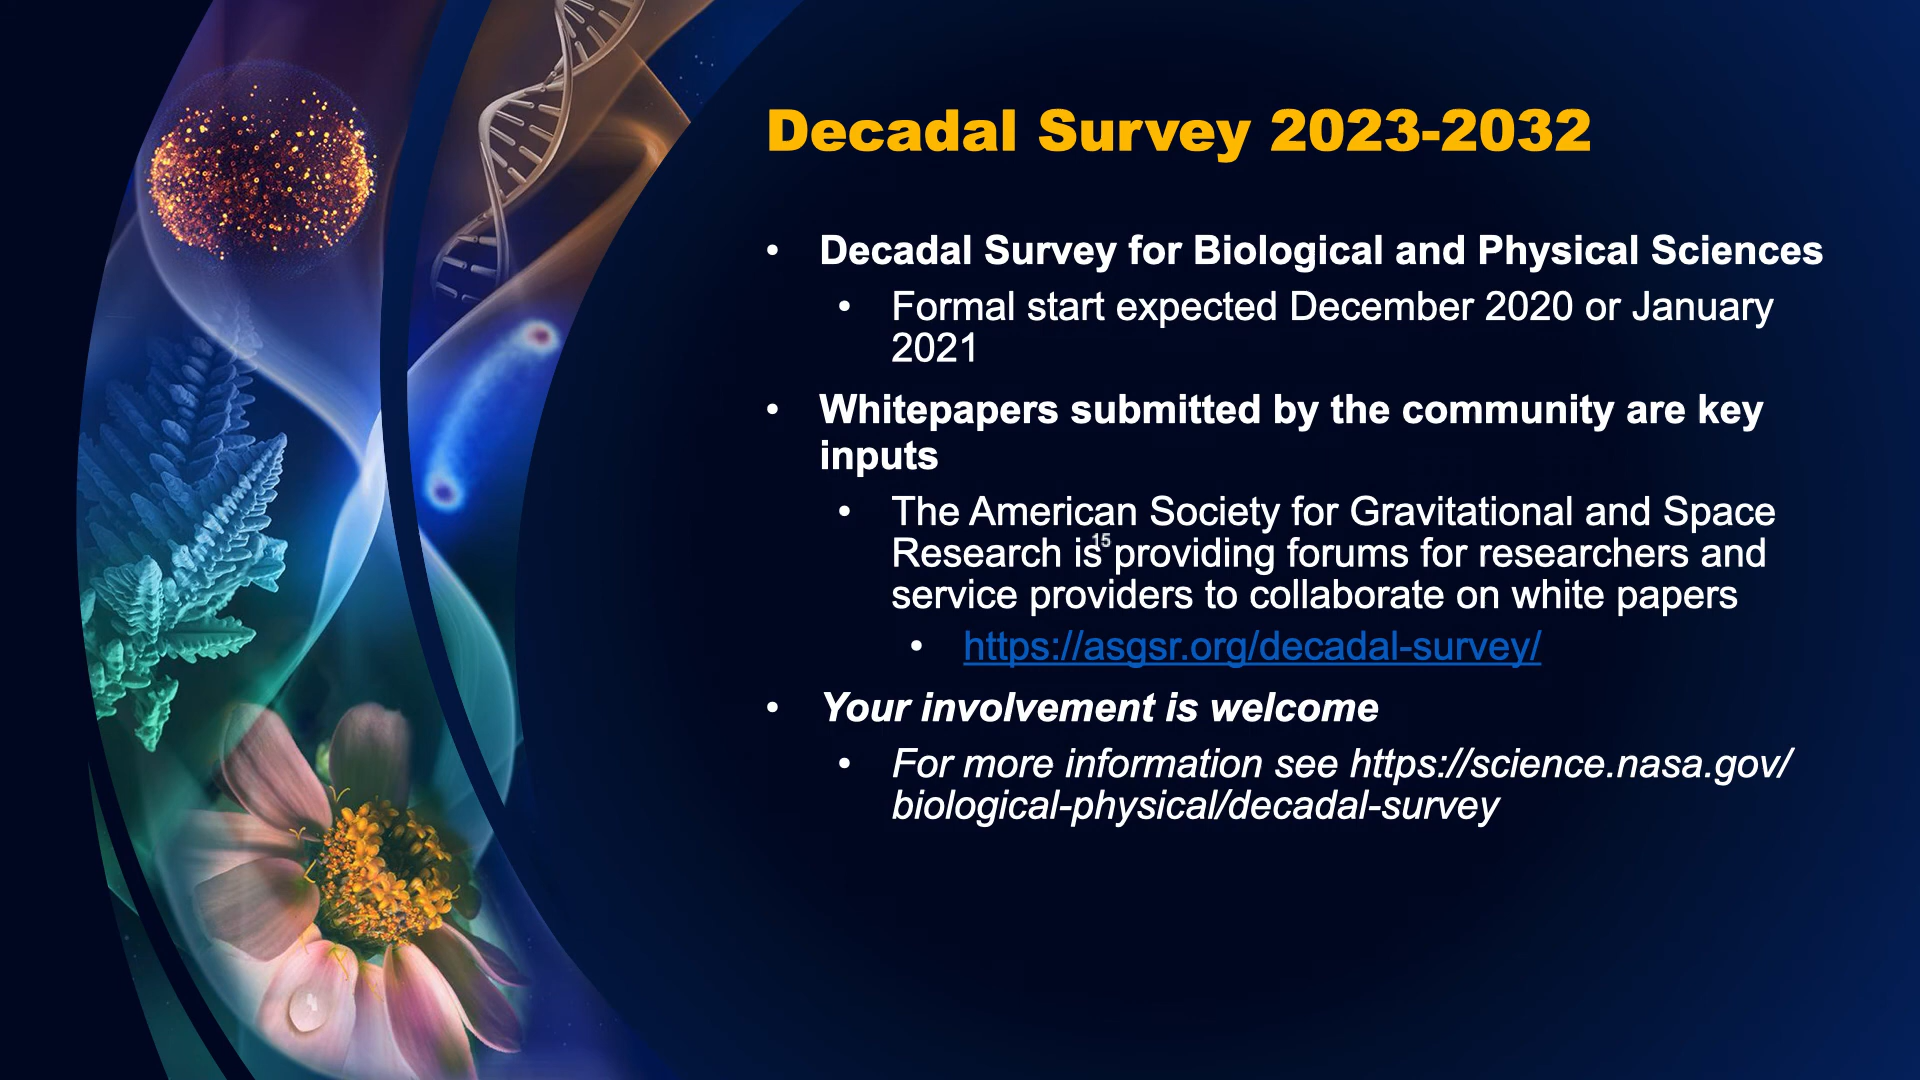 Decadal Survey 2023-2032
• Decadal Survey for Biological and Physical Sciences
• Formal start expected December 2020 or January
2021
• Whitepapers submitted by the community are key
inputs
• The American Society for Gravitational and Space
Research is providing forums for researchers and
15
service providers to collaborate on white papers
• https://asgsr.org/decadal-survey/
• Your involvement is welcome
• For more information see https://science.nasa.gov/
biological-physical/decadal-survey